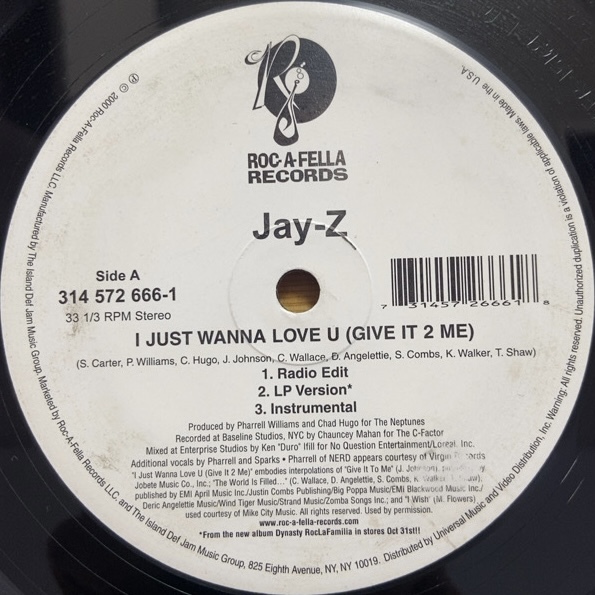 ROC-A-FELLA
RECORDS
Jay-Z
Side A
314 572 666-1
33 1/3 RPM Stereo
7 31457 26661 8
I JUST WANNA LOVE U (GIVE IT 2 ME)
(S. Carter, P. Williams, C. Hugo, J. Johnson, C. Wallace, D. Angelettie, S. Combs, K. Walker, T. Shaw)
1. Radio Edit
2. LP Version*
3. Instrumental
Produced by Pharrell Williams and Chad Hugo for The Neptunes
Recorded at Baseline Studios, NYC by Chauncey Mahan for The C-Factor
Mixed at Enterprise Studios by Ken "Duro" Ifill for No Question Entertainment/Loreal, Inc.
Additional vocals by Pharrell and Sparks • Pharrell of NERD appears courtesy of Virgin Records
"I Just Wanna Love U (Give It 2 Me)" embodies interpolations of "Give It To Me" (J. Johnson),
Jobete Music Co., Inc.; "The World Is Filled..." (C. Wallace, D. Angelettie, S. Combs, K. Walker, T. Shaw),
published by EMI April Music Inc./Justin Combs Publishing/Big Poppa Music/EMI Blackwood Music Inc./
Deric Angelettie Music/Wind Tiger Music/Strand Music/Zomba Songs Inc.; and "I Wish" (M. Flowers)
used courtesy of Mike City Music. All rights reserved. Used by permission.
www.roc-a-fella-records.com
*From the new album Dynasty RocLaFamilia in stores Oct 31st!!
℗ © 2000 Roc-A-Fella Records LLC. Manufactured by The Island Def Jam Music Group. Marketed by Roc-A-Fella Records LLC, and The Island Def Jam Music Group, 825 Eighth Avenue, NY, NY 10019. Distributed by Universal Music and Video Distribution, Inc. Warning: All rights reserved. Unauthorized duplication is a violation of applicable laws. Made in the U.S.A.